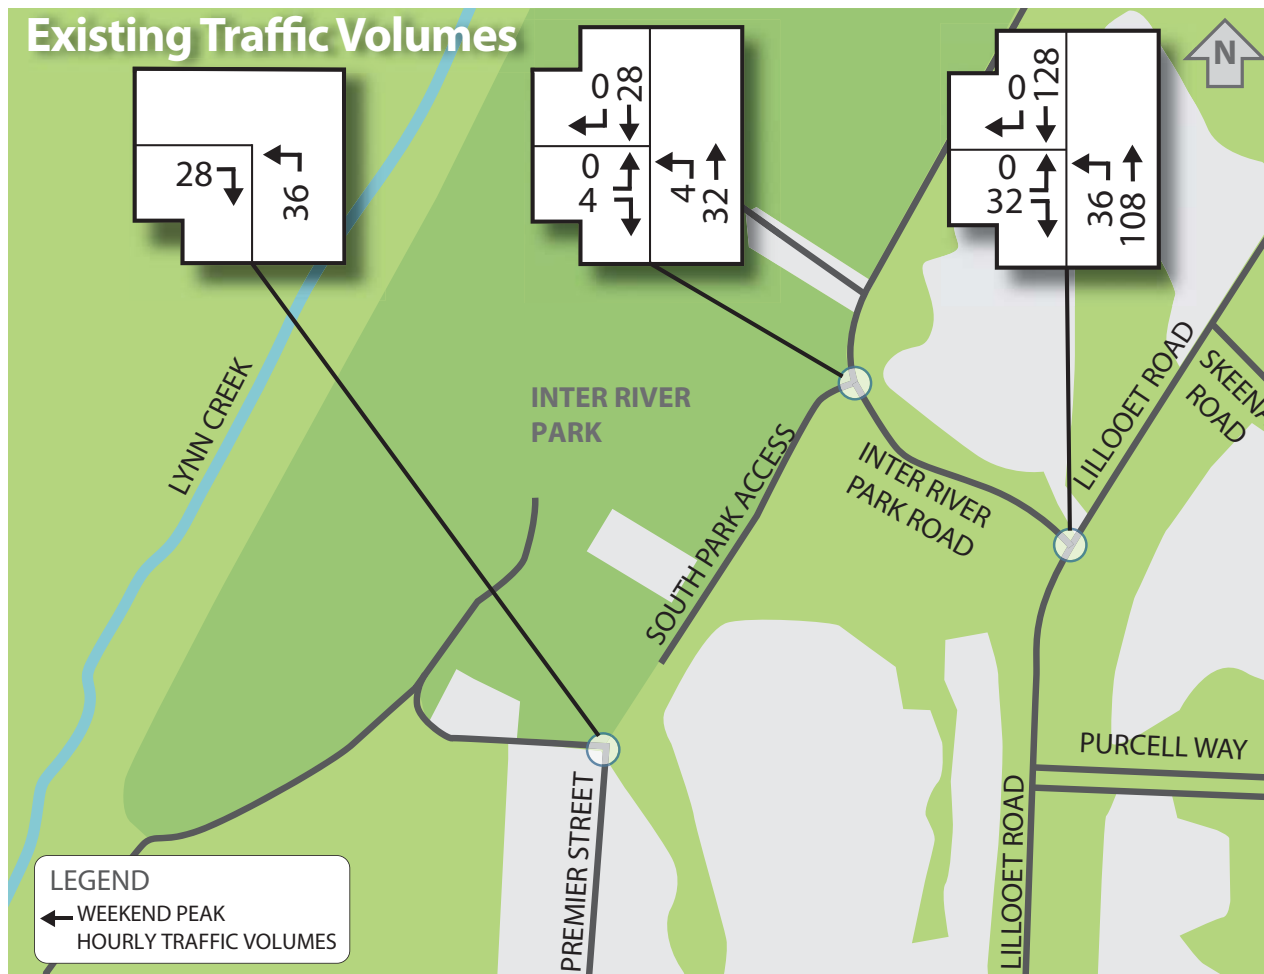 Existing Traffic Volumes
N
28
36
0
28
0
4
4
32
0
128
0
32
36
108
LYNN CREEK
INTER RIVER
PARK
SOUTH PARK ACCESS
INTER RIVER
PARK ROAD
LILLOOET ROAD
SKEENA
ROAD
PURCELL WAY
PREMIER STREET
LILLOOET ROAD
LEGEND
WEEKEND PEAK
HOURLY TRAFFIC VOLUMES